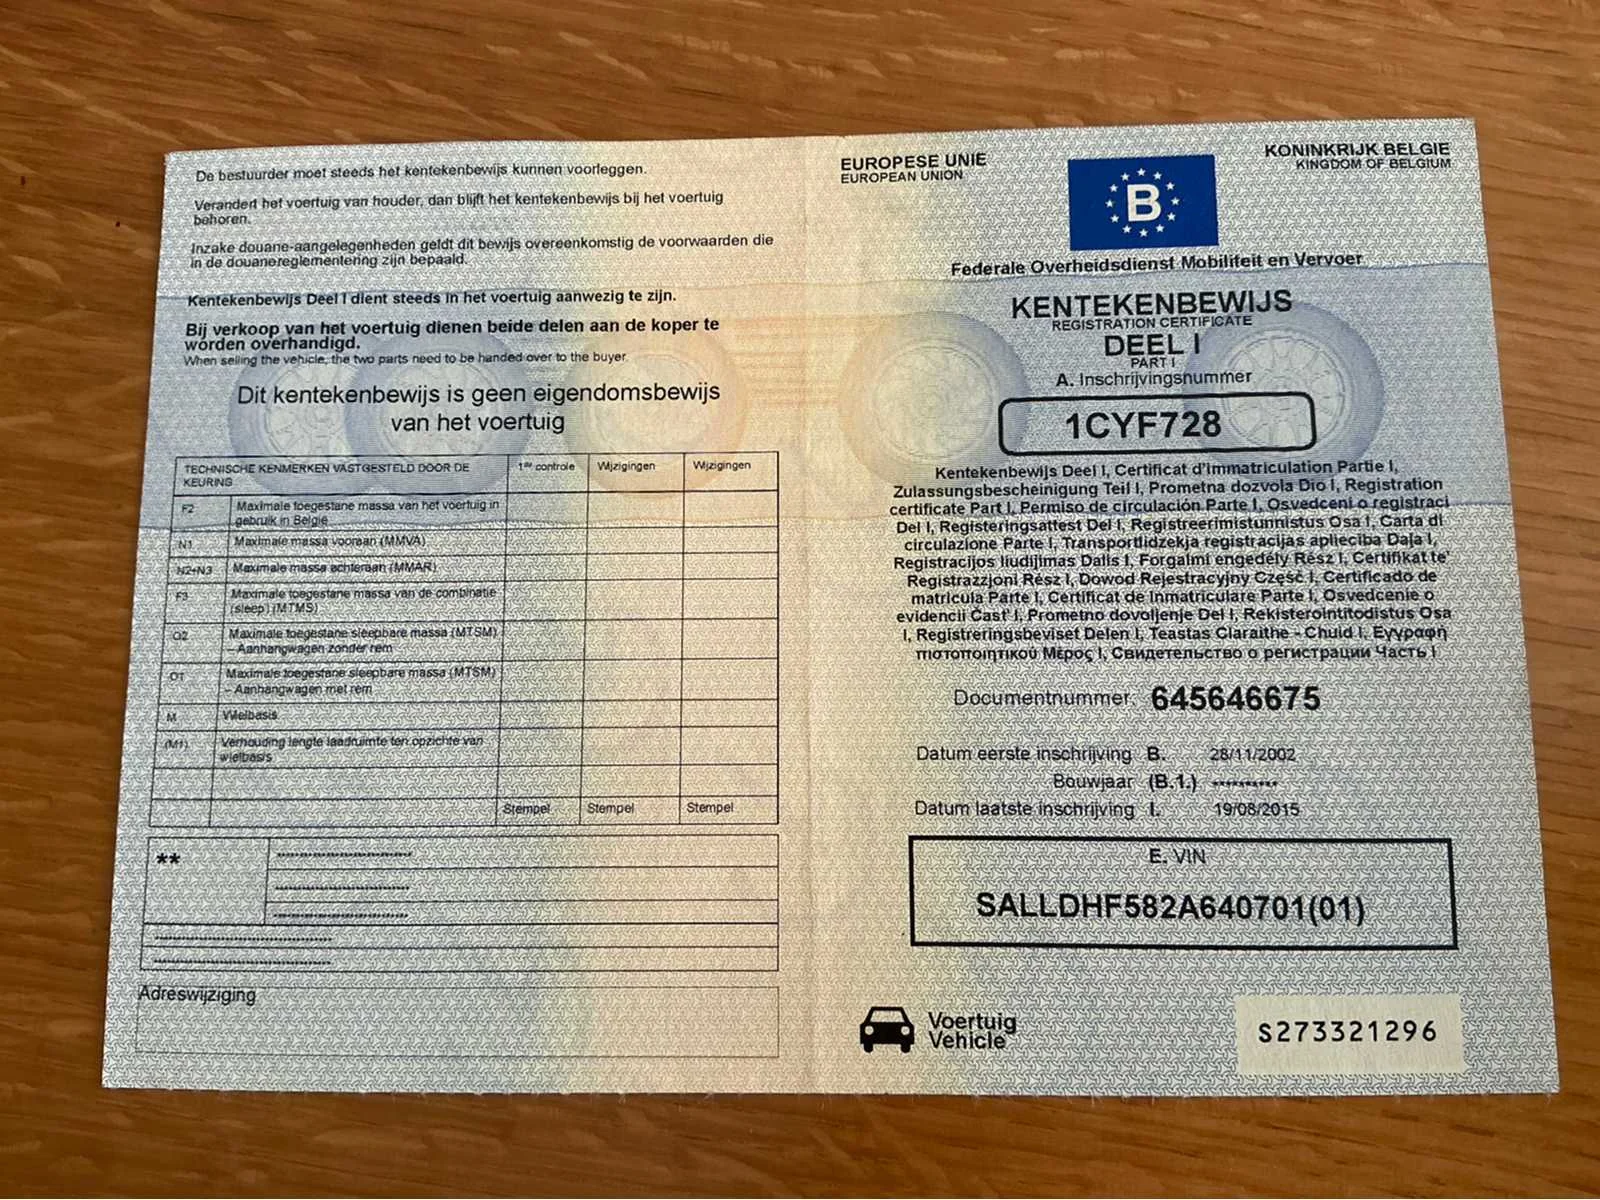 De bestuurder moet steeds het kentekenbewijs kunnen voorleggen.
Verandert het voertuig van houder, dan blijft het kentekenbewijs bij het voertuig
behoren.
Inzake douane-aangelegenheden geldt dit bewijs overeenkomstig de voorwaarden die
in de douanereglementering zijn bepaald.
Kentekenbewijs Deel I dient steeds in het voertuig aanwezig te zijn.
Bij verkoop van het voertuig dienen beide delen aan de koper te
worden overhandigd.
When selling the vehicle, the two parts need to be handed over to the buyer.
Dit kentekenbewijs is geen eigendomsbewijs
van het voertuig
TECHNISCHE KENMERKEN VASTGESTELD DOOR DE
KEURING
1ste controle
Wijzigingen
Wijzigingen
F2 Maximale toegestane massa van het voertuig in
gebruik in België
N1 Maximale massa vooraan (MMVA)
N2+N3 Maximale massa achteraan (MMAR)
F3 Maximale toegestane massa van de combinatie
(sleep) (MTMS)
O2 Maximale toegestane sleepbare massa (MTSM)
– Aanhangwagen zonder rem
O1 Maximale toegestane sleepbare massa (MTSM)
– Aanhangwagen met rem
M Wielbasis
(M1) Verhouding lengte laadruimte ten opzichte van
wielbasis
Stempel Stempel Stempel
**
Adreswijziging
EUROPESE UNIE
EUROPEAN UNION
B
KONINKRIJK BELGIE
KINGDOM OF BELGIUM
Federale Overheidsdienst Mobiliteit en Vervoer
KENTEKENBEWIJS
REGISTRATION CERTIFICATE
DEEL I
PART I
A. Inschrijvingsnummer
1CYF728
Kentekenbewijs Deel I, Certificat d'immatriculation Partie I,
Zulassungsbescheinigung Teil I, Prometna dozvola Dio I, Registration
certificate Part I, Permiso de circulación Parte I, Osvedceni o registraci
Del I, Registeringsattest Del I, Registreerimistunnistus Osa I, Carta di
circulazione Parte I, Transportlidzekja registracijas aplieciba Daļa I,
Registracijos liudijimas Dalis I, Forgalmi engedély Rész I, Certifikat te'
Registrazzjoni Rész I, Dowod Rejestracyjny Część I, Certificado de
matricula Parte I, Certificat de Inmatriculare Parte I, Osvedcenie o
evidencii Časť I, Prometno dovoljenje Del I, Rekisterointitodistus Osa
I, Registreringsbeviset Delen I, Teastas Claraithe - Chuid I, Εγγραφή
πιστοποιητικού Μέρος I, Свидетельство о регистрации Часть I
Documentnummer: 645646675
Datum eerste inschrijving B. 28/11/2002
Bouwjaar (B.1.) **********
Datum laatste inschrijving I. 19/08/2015
E. VIN
SALLDHF582A640701(01)
Voertuig
Vehicle
S273321296